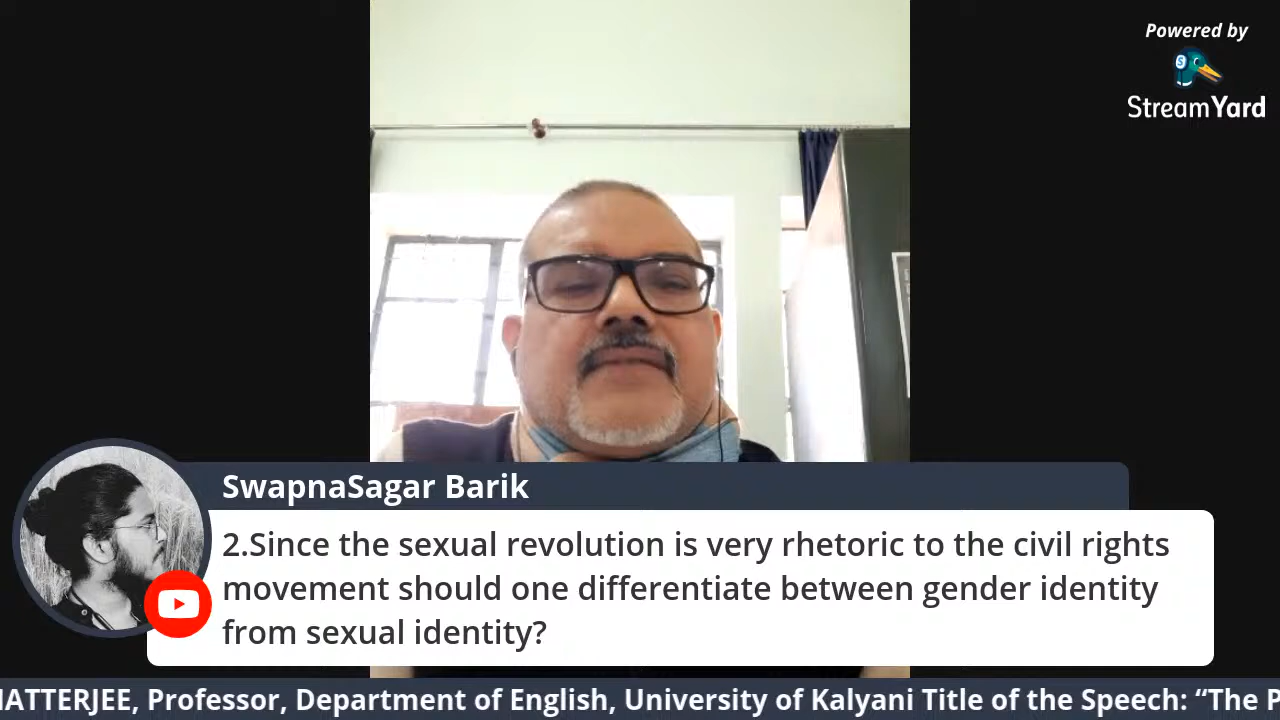 Powered by
StreamYard
SwapnaSagar Barik
2.Since the sexual revolution is very rhetoric to the civil rights
movement should one differentiate between gender identity
from sexual identity?
HATTERJEE, Professor, Department of English, University of Kalyani Title of the Speech: “The P